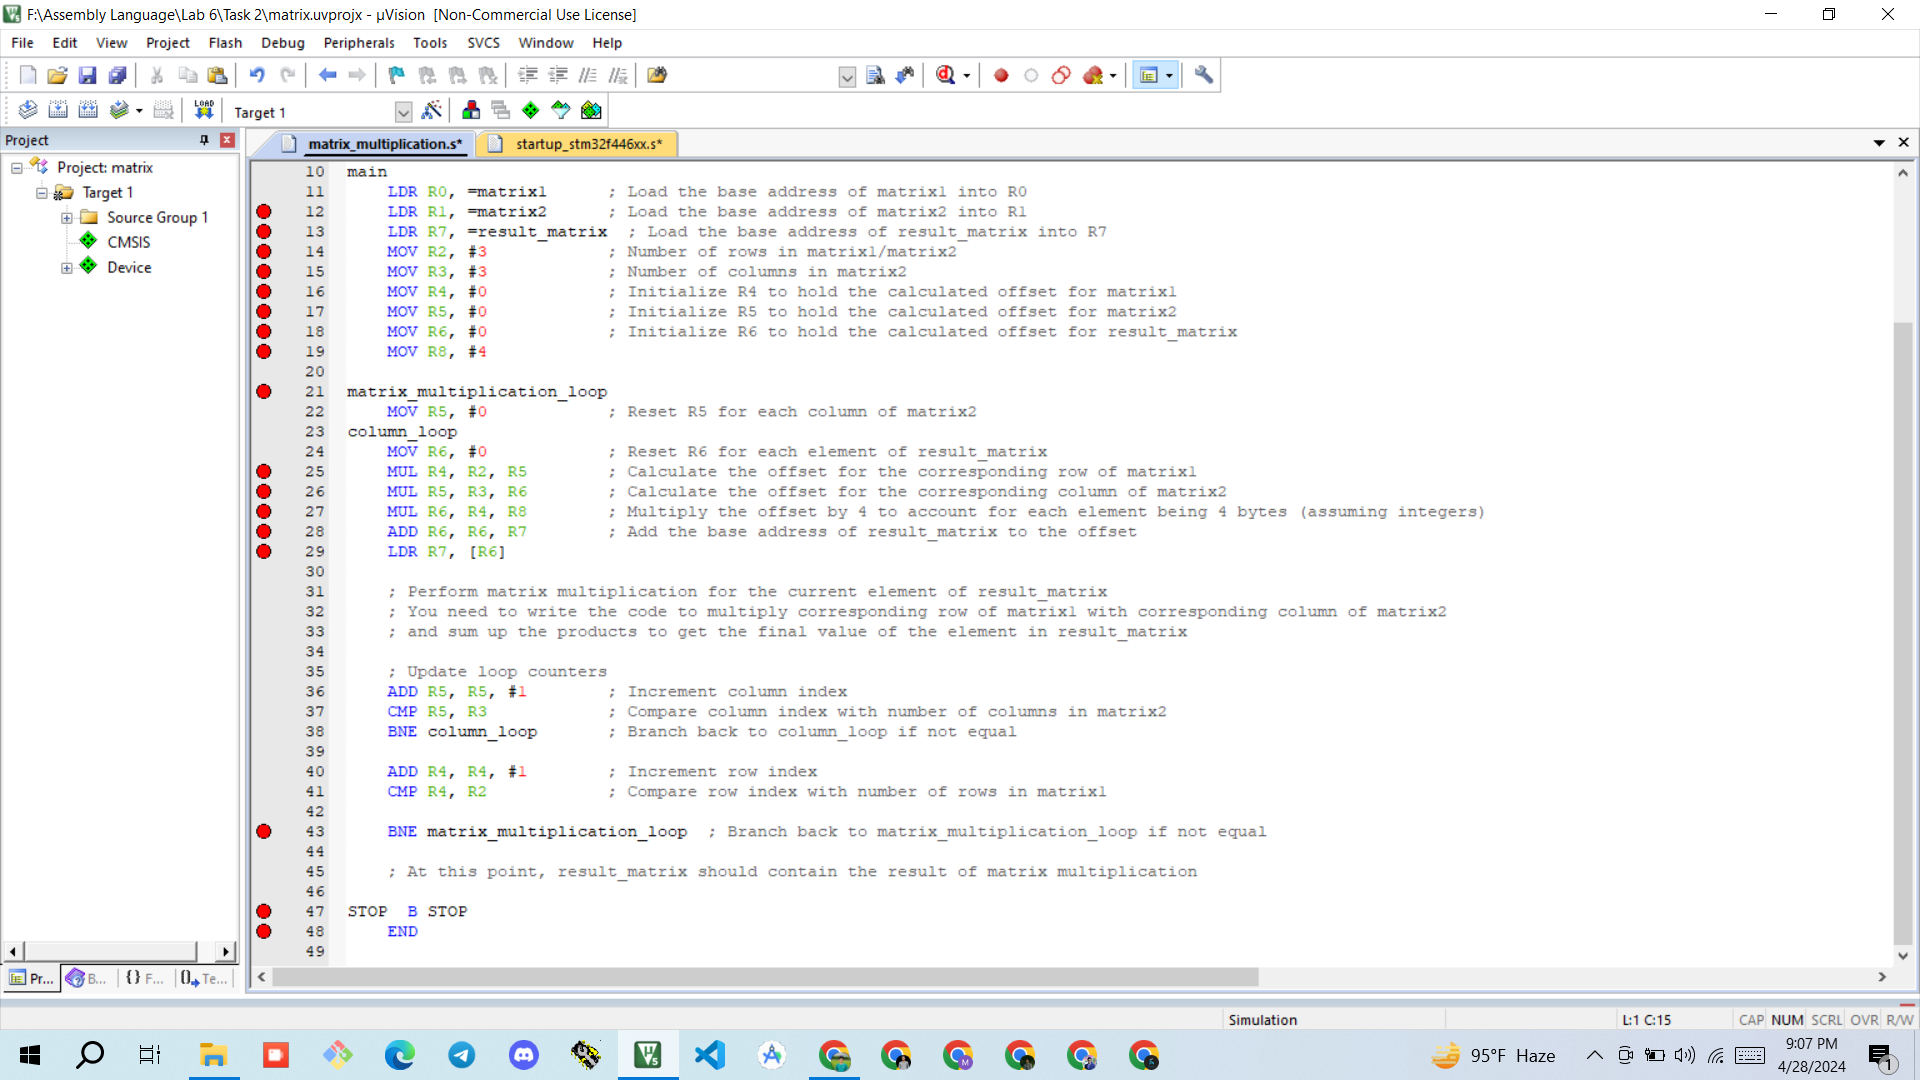 F:\Assembly Language\Lab 6\Task 2\matrix.uvprojx - µVision [Non-Commercial Use License]
File Edit View Project Flash Debug Peripherals Tools SVCS Window Help
LOAD Target 1
Project
matrix_multiplication.s*
startup_stm32f446xx.s*
Project: matrix
Target 1
Source Group 1
CMSIS
Device
10 main
11 LDR R0, =matrix1 ; Load the base address of matrix1 into R0
12 LDR R1, =matrix2 ; Load the base address of matrix2 into R1
13 LDR R7, =result_matrix ; Load the base address of result_matrix into R7
14 MOV R2, #3 ; Number of rows in matrix1/matrix2
15 MOV R3, #3 ; Number of columns in matrix2
16 MOV R4, #0 ; Initialize R4 to hold the calculated offset for matrix1
17 MOV R5, #0 ; Initialize R5 to hold the calculated offset for matrix2
18 MOV R6, #0 ; Initialize R6 to hold the calculated offset for result_matrix
19 MOV R8, #4
20
21 matrix_multiplication_loop
22 MOV R5, #0 ; Reset R5 for each column of matrix2
23 column_loop
24 MOV R6, #0 ; Reset R6 for each element of result_matrix
25 MUL R4, R2, R5 ; Calculate the offset for the corresponding row of matrix1
26 MUL R5, R3, R6 ; Calculate the offset for the corresponding column of matrix2
27 MUL R6, R4, R8 ; Multiply the offset by 4 to account for each element being 4 bytes (assuming integers)
28 ADD R6, R6, R7 ; Add the base address of result_matrix to the offset
29 LDR R7, [R6]
30
31 ; Perform matrix multiplication for the current element of result_matrix
32 ; You need to write the code to multiply corresponding row of matrix1 with corresponding column of matrix2
33 ; and sum up the products to get the final value of the element in result_matrix
34
35 ; Update loop counters
36 ADD R5, R5, #1 ; Increment column index
37 CMP R5, R3 ; Compare column index with number of columns in matrix2
38 BNE column_loop ; Branch back to column_loop if not equal
39
40 ADD R4, R4, #1 ; Increment row index
41 CMP R4, R2 ; Compare row index with number of rows in matrix1
42
43 BNE matrix_multiplication_loop ; Branch back to matrix_multiplication_loop if not equal
44
45 ; At this point, result_matrix should contain the result of matrix multiplication
46
47 STOP B STOP
48 END
49
Pr... B... {} F... Te...
Simulation L:1 C:15 CAP NUM SCRL OVR R/W
95°F Haze
9:07 PM
4/28/2024
1